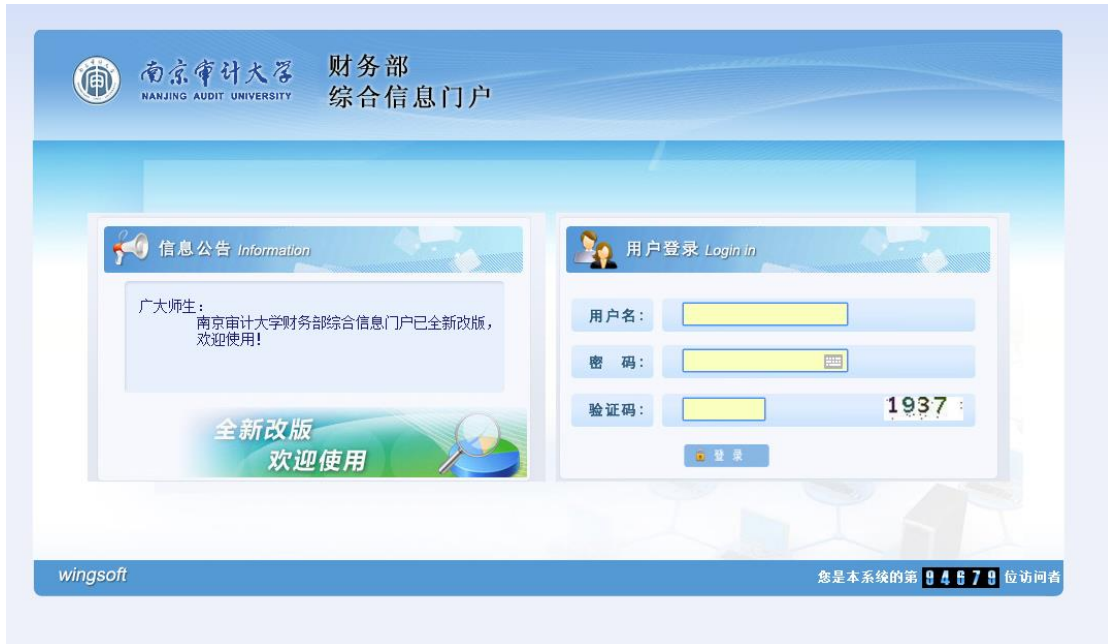 南京审计大学
NANJING AUDIT UNIVERSITY
财务部
综合信息门户
信息公告 Information
广大师生：
南京审计大学财务部综合信息门户已全新改版，
欢迎使用！
全新改版
欢迎使用
用户登录 Login in
用户名：
密 码：
验证码：
1937
登 录
wingsoft
您是本系统的第 94679 位访问者